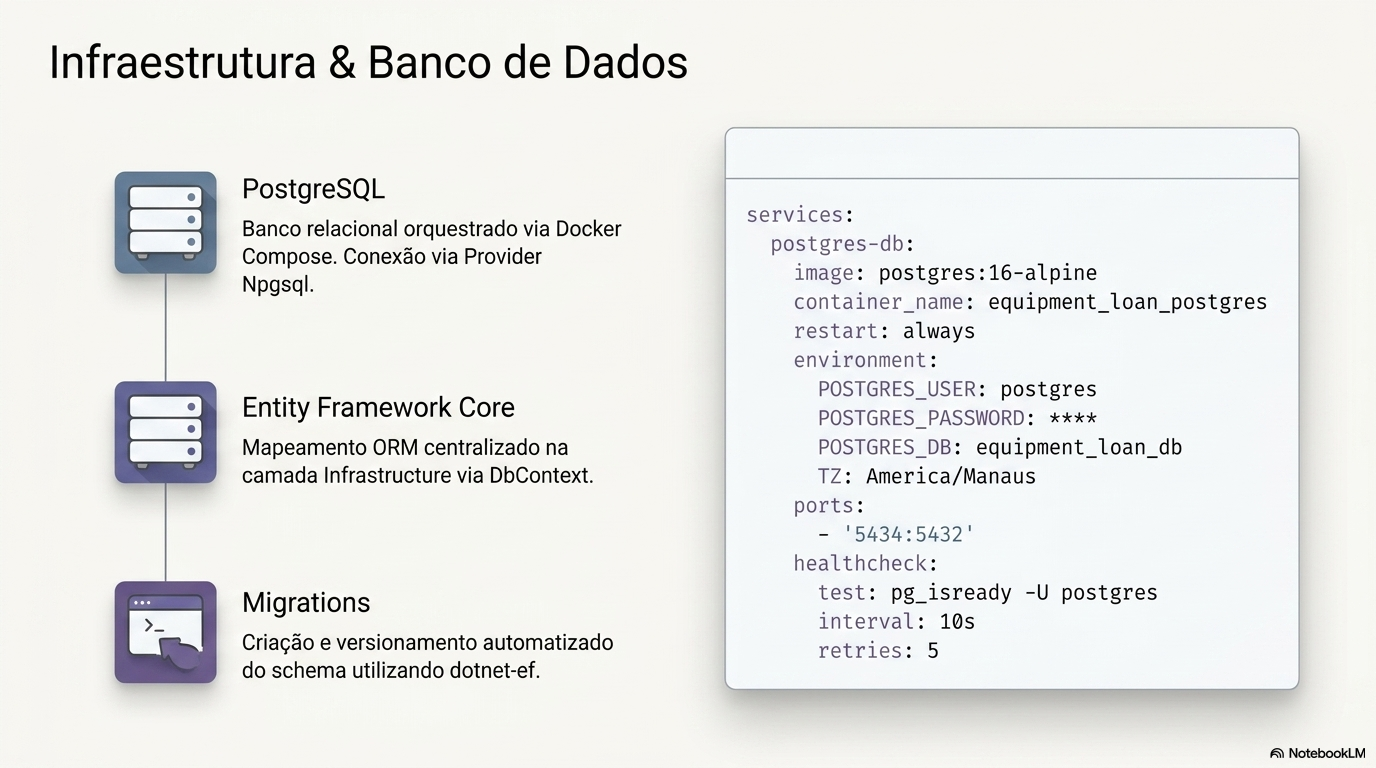 Infraestrutura & Banco de Dados
PostgreSQL
Banco relacional orquestrado via Docker
Compose. Conexão via Provider
Npgsql.
Entity Framework Core
Mapeamento ORM centralizado na
camada Infrastructure via DbContext.
Migrations
Criação e versionamento automatizado
do schema utilizando dotnet-ef.
services:
  postgres-db:
    image: postgres:16-alpine
    container_name: equipment_loan_postgres
    restart: always
    environment:
      POSTGRES_USER: postgres
      POSTGRES_PASSWORD: ****
      POSTGRES_DB: equipment_loan_db
      TZ: America/Manaus
    ports:
      - '5434:5432'
    healthcheck:
      test: pg_isready -U postgres
      interval: 10s
      retries: 5
NotebookLM